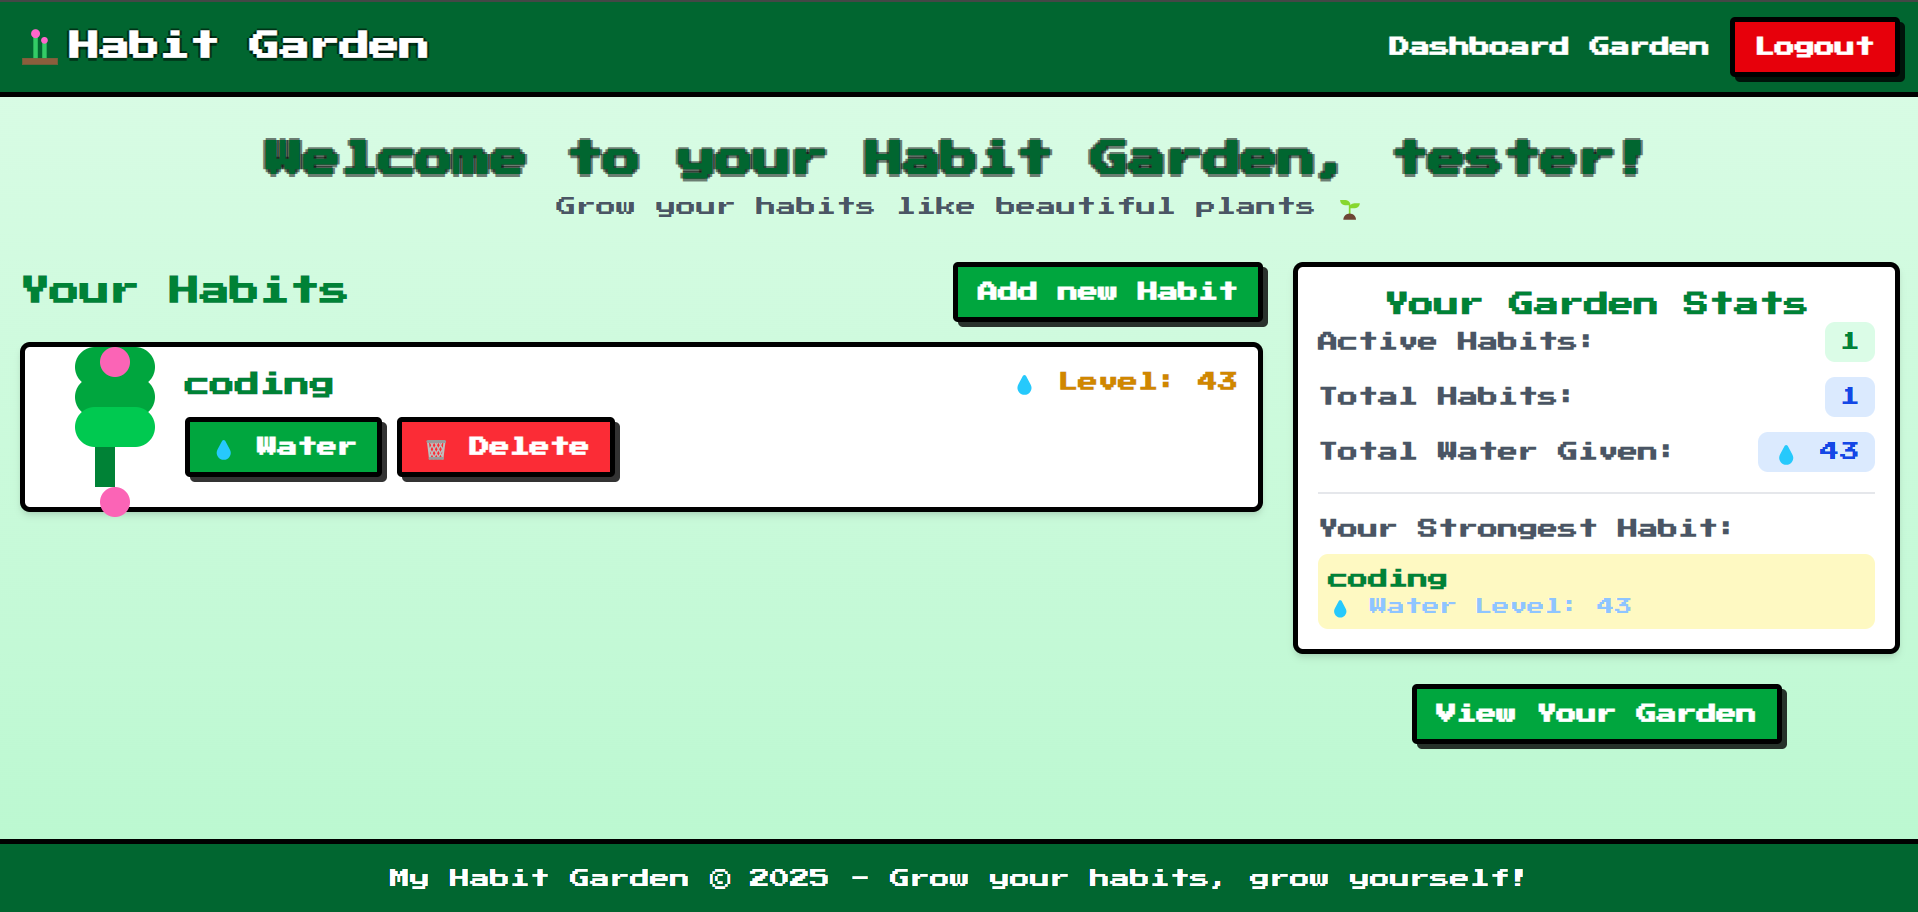 Habit Garden
Dashboard Garden Logout
Welcome to your Habit Garden, tester!
Grow your habits like beautiful plants
Your Habits
Add new Habit
coding
Level: 43
Water
Delete
Your Garden Stats
Active Habits: 1
Total Habits: 1
Total Water Given: 43
Your Strongest Habit:
coding
Water Level: 43
View Your Garden
My Habit Garden © 2025 - Grow your habits, grow yourself!